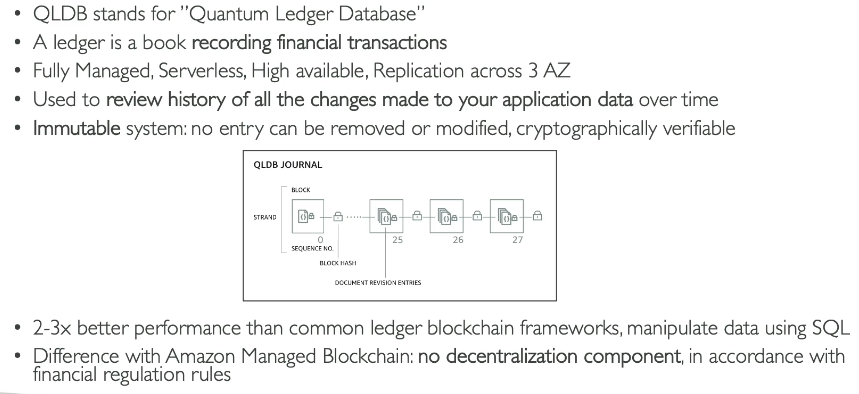 • QLDB stands for ”Quantum Ledger Database”
• A ledger is a book recording financial transactions
• Fully Managed, Serverless, High available, Replication across 3 AZ
• Used to review history of all the changes made to your application data over time
• Immutable system: no entry can be removed or modified, cryptographically verifiable
QLDB JOURNAL
BLOCK
STRAND
0 25 26 27
SEQUENCE NO.
BLOCK HASH
DOCUMENT REVISION ENTRIES
• 2-3x better performance than common ledger blockchain frameworks, manipulate data using SQL
• Difference with Amazon Managed Blockchain: no decentralization component, in accordance with
financial regulation rules